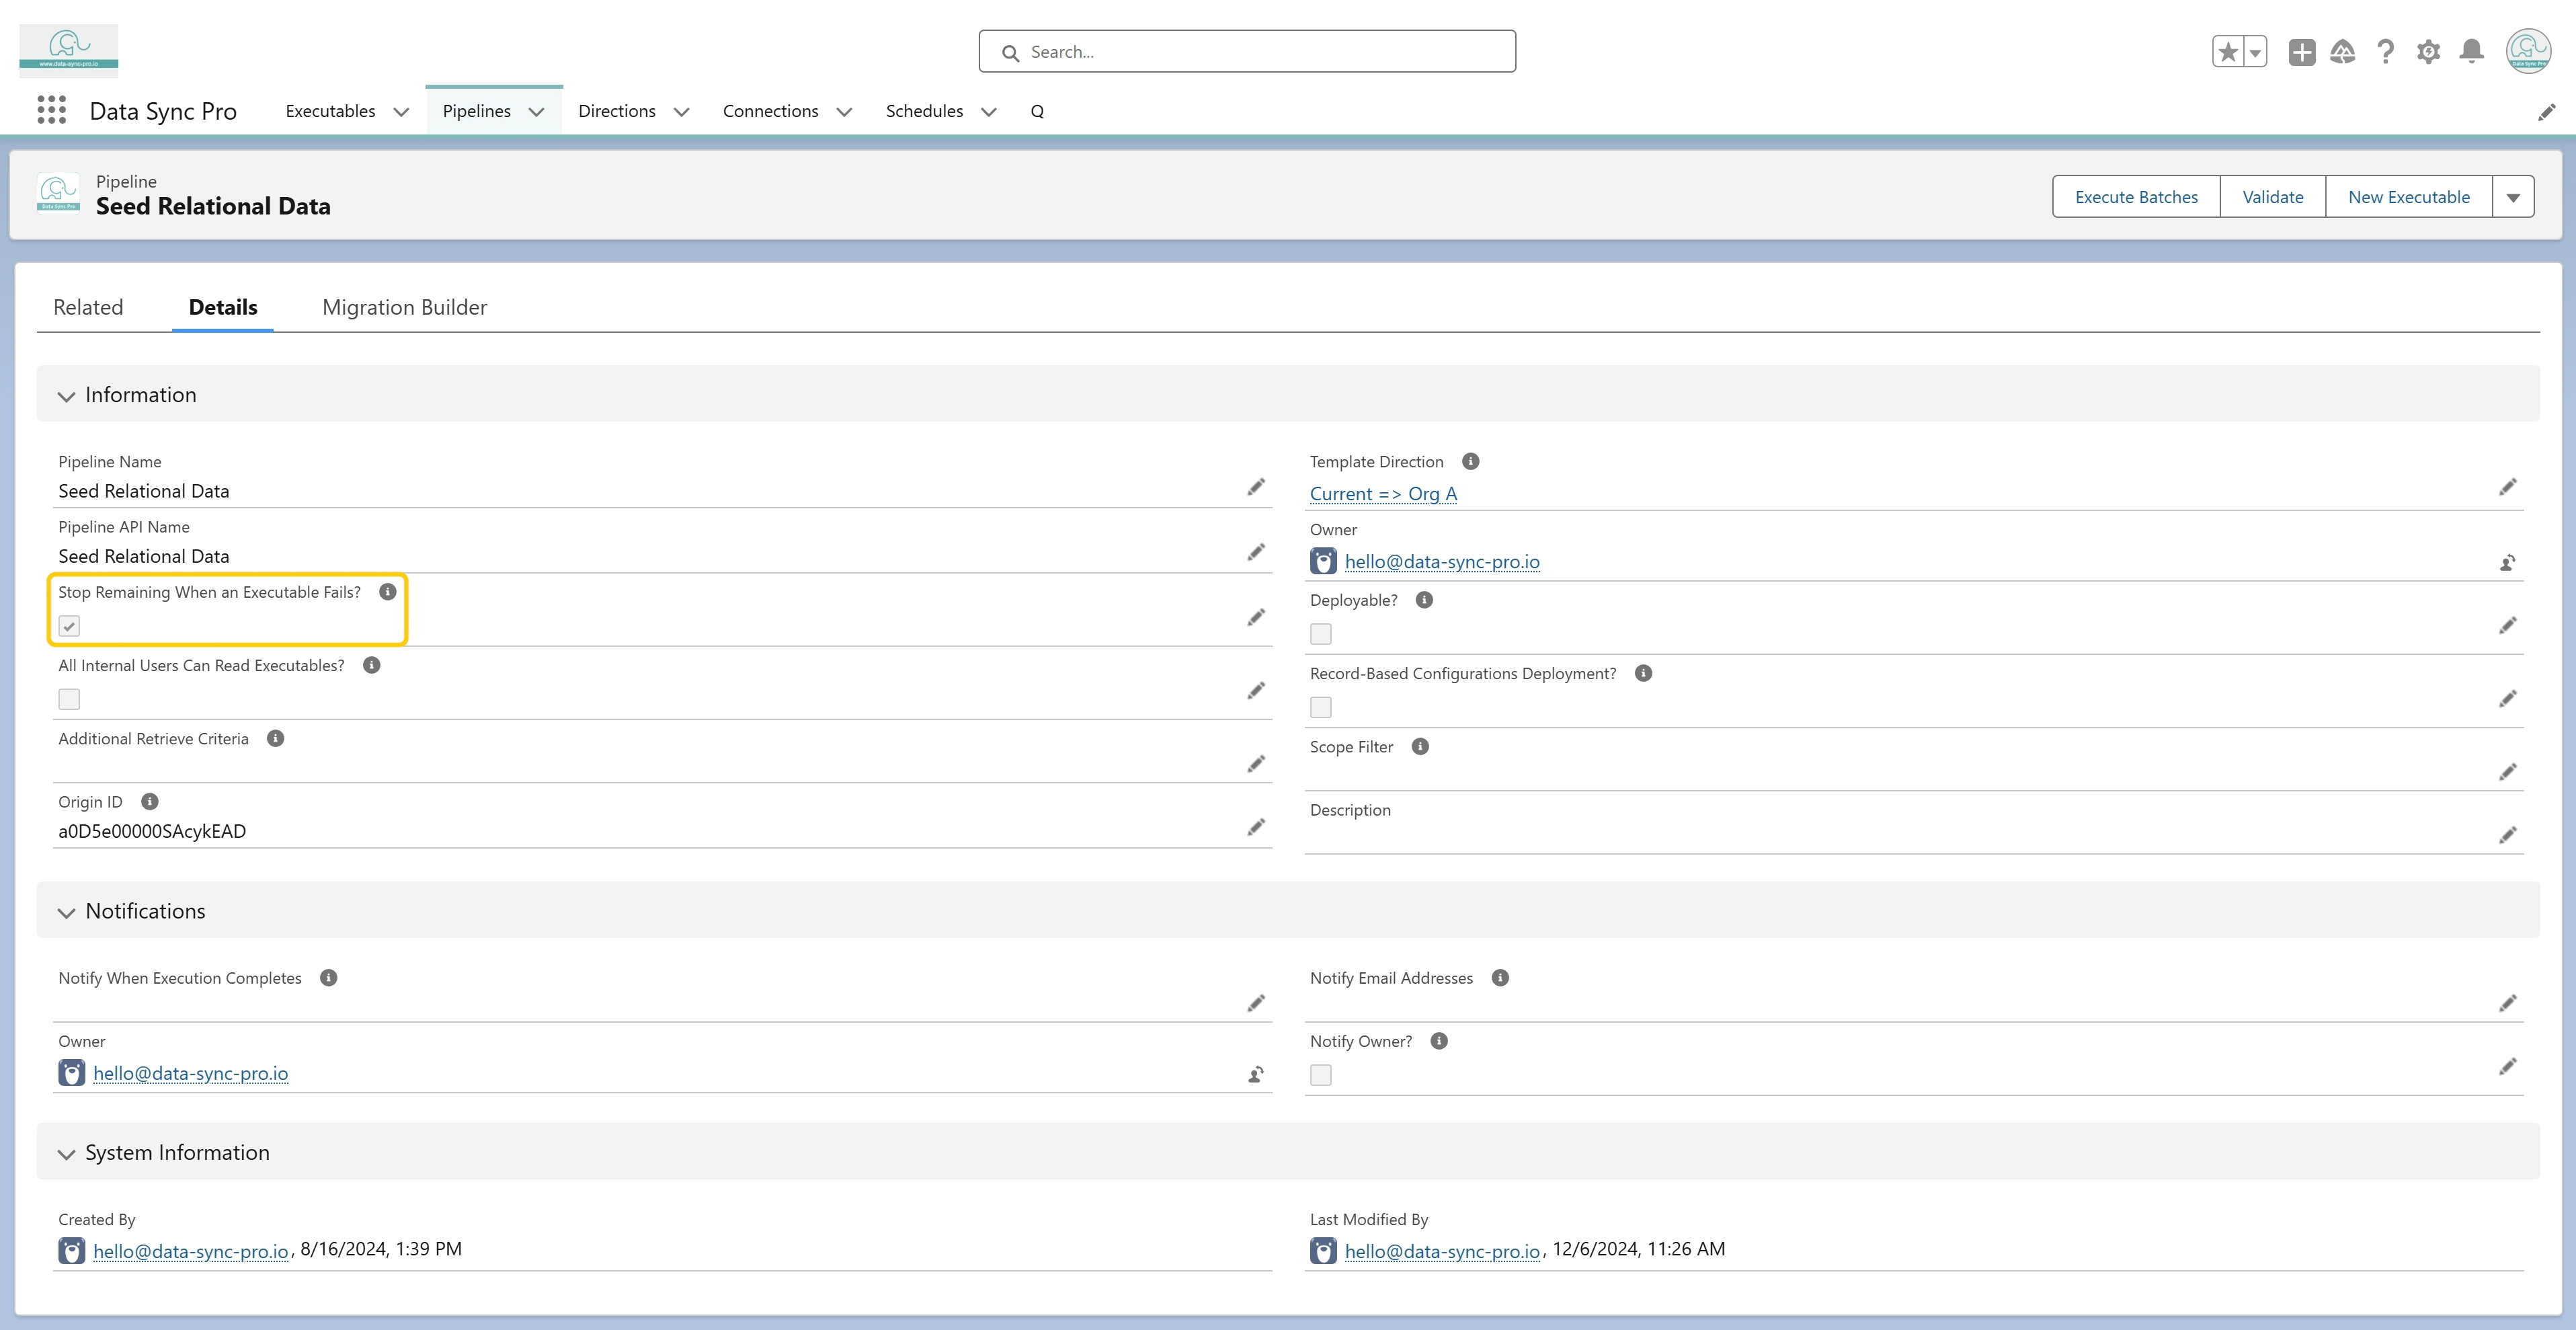 www.data-sync-pro.io
Search...
Data Sync Pro
Data Sync Pro
Executables
Pipelines
Directions
Connections
Schedules
Q
Data Sync Pro
Pipeline
Seed Relational Data
Execute Batches
Validate
New Executable
Related
Details
Migration Builder
Information
Pipeline Name
Seed Relational Data
Template Direction
Current => Org A
Pipeline API Name
Seed Relational Data
Owner
hello@data-sync-pro.io
Stop Remaining When an Executable Fails?
Deployable?
All Internal Users Can Read Executables?
Record-Based Configurations Deployment?
Additional Retrieve Criteria
Scope Filter
Origin ID
a0D5e00000SAcykEAD
Description
Notifications
Notify When Execution Completes
Notify Email Addresses
Owner
hello@data-sync-pro.io
Notify Owner?
System Information
Created By
hello@data-sync-pro.io, 8/16/2024, 1:39 PM
Last Modified By
hello@data-sync-pro.io, 12/6/2024, 11:26 AM